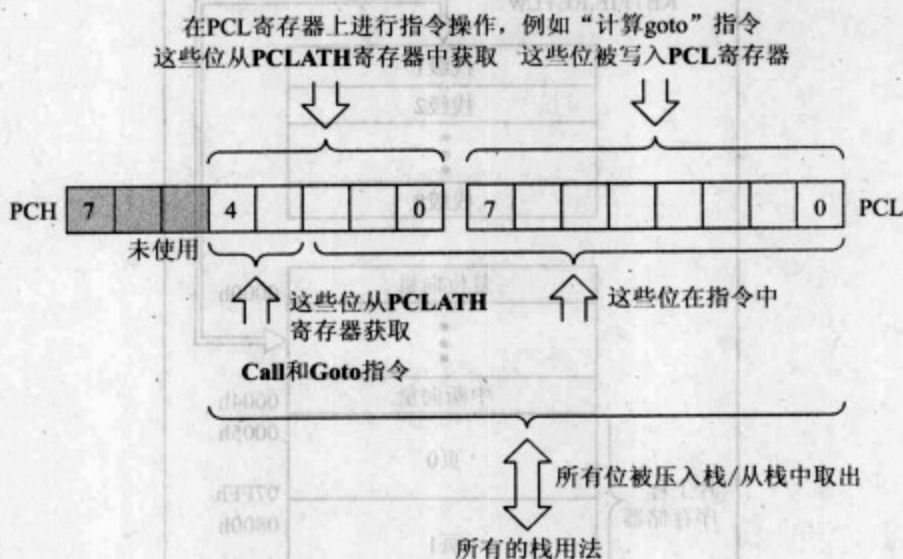 在PCL寄存器上进行指令操作，例如“计算goto”指令
这些位从PCLATH寄存器中获取 这些位被写入PCL寄存器
PCH 7 4 0 7 0 PCL
未使用
这些位从PCLATH
寄存器获取
这些位在指令中
Call和Goto指令
所有位被压入栈/从栈中取出
所有的栈用法